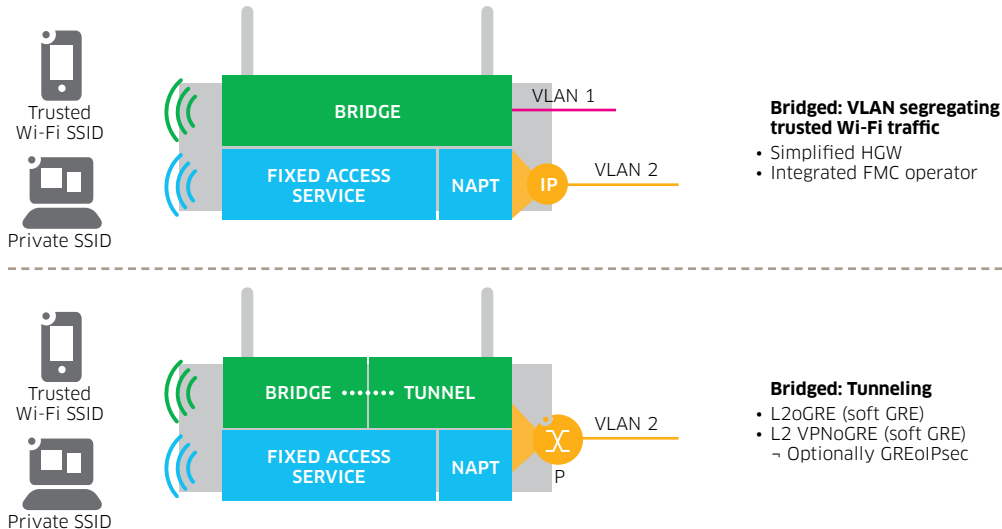 Trusted
Wi-Fi SSID
Private SSID
BRIDGE
FIXED ACCESS
SERVICE
NAPT
IP
VLAN 1
VLAN 2
Bridged: VLAN segregating
trusted Wi-Fi traffic
• Simplified HGW
• Integrated FMC operator
Trusted
Wi-Fi SSID
Private SSID
BRIDGE ······· TUNNEL
FIXED ACCESS
SERVICE
NAPT
P
VLAN 2
Bridged: Tunneling
• L2oGRE (soft GRE)
• L2 VPNoGRE (soft GRE)
¬ Optionally GREoIPsec